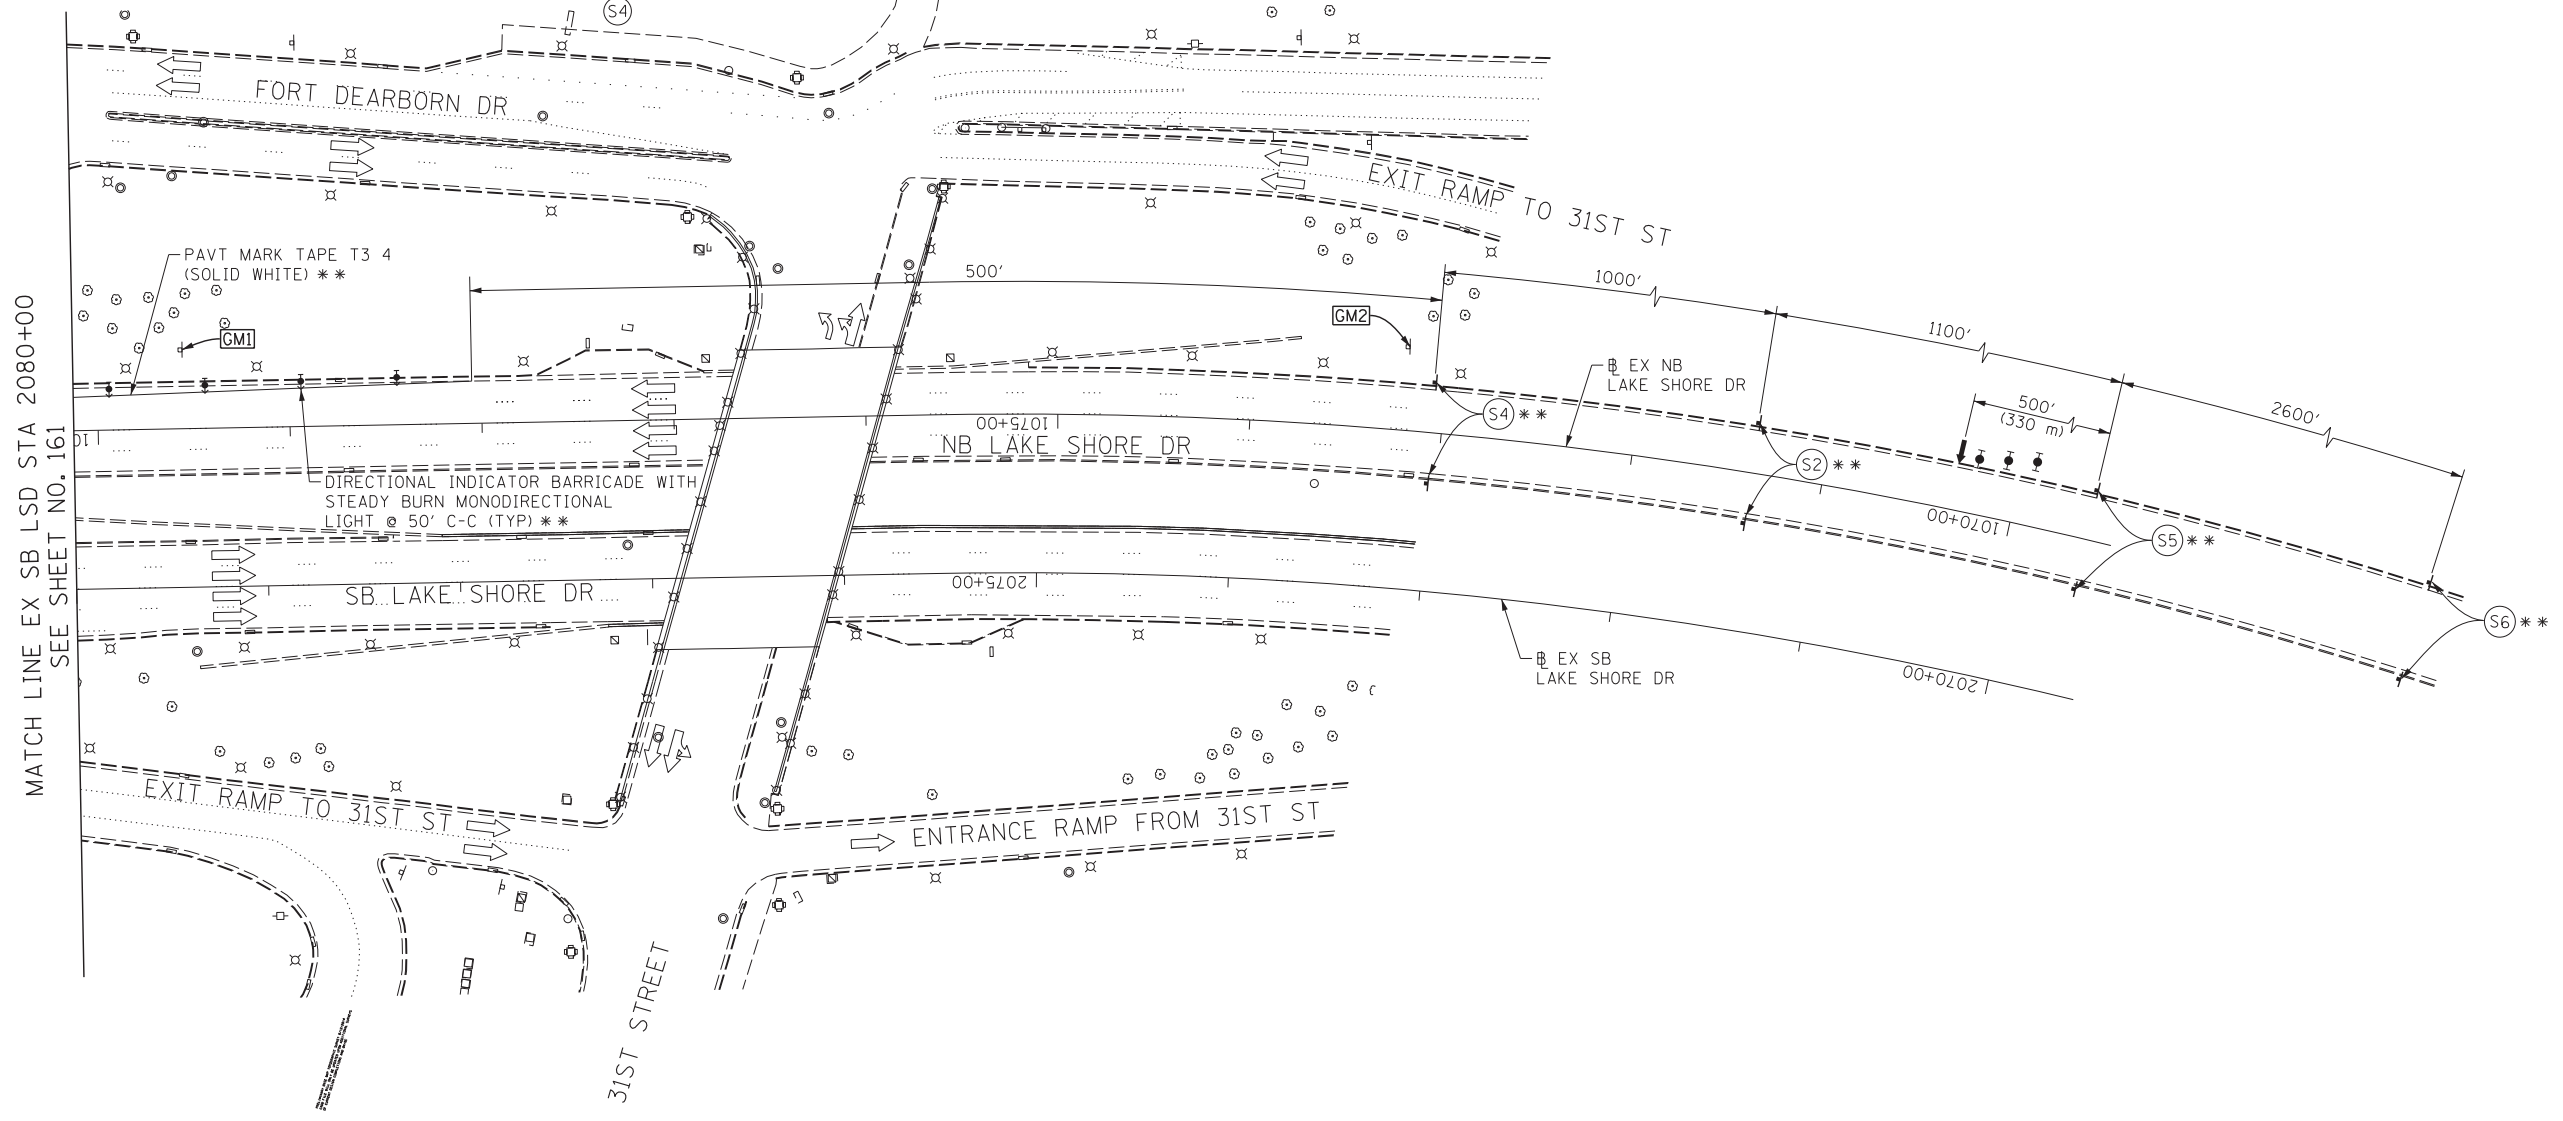 S4
FORT DEARBORN DR
EXIT RAMP TO 31ST ST
PAVT MARK TAPE T3 4
(SOLID WHITE) **
500'
1000'
GM1
GM2
1100'
MATCH LINE EX SB LSD STA 2080+00
SEE SHEET NO. 161
℄ EX NB
LAKE SHORE DR
S4 **
500'
(330 m)
2600'
10
1075+00
NB LAKE SHORE DR
S2 **
DIRECTIONAL INDICATOR BARRICADE WITH
STEADY BURN MONODIRECTIONAL
LIGHT @ 50' C-C (TYP) **
1070+00
S5 **
2075+00
SB LAKE SHORE DR
S6 **
℄ EX SB
LAKE SHORE DR
2070+00
EXIT RAMP TO 31ST ST
ENTRANCE RAMP FROM 31ST ST
31ST STREET